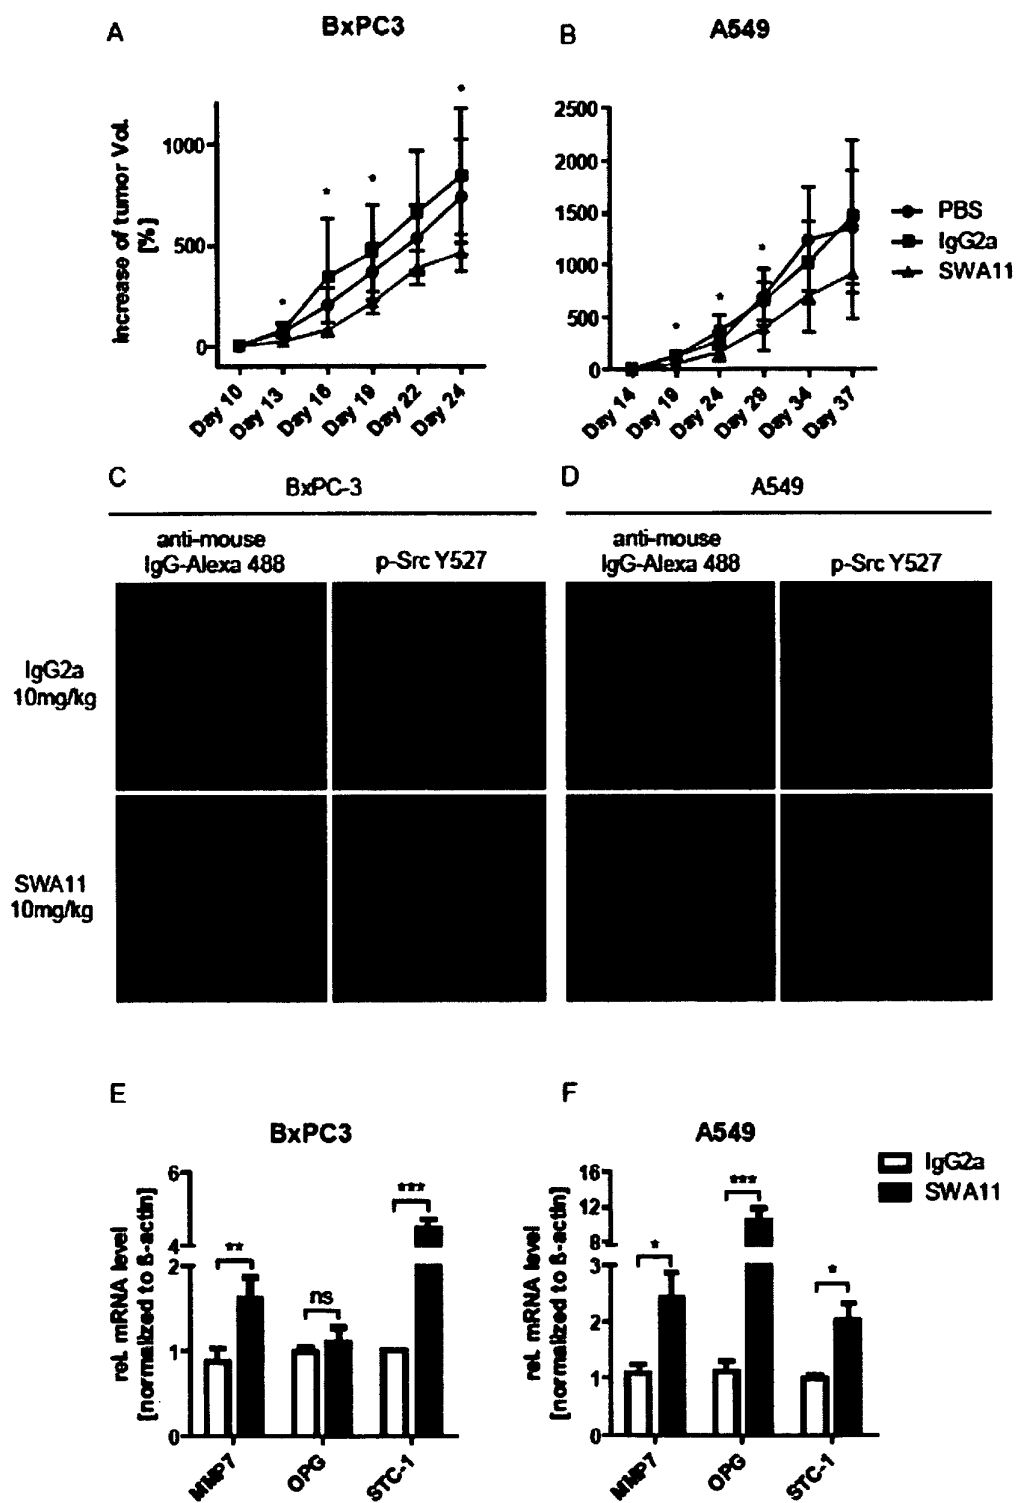 A
BxPC3
B
A549
Increase of tumor Vol.
[%]
1000
500
0
*
*
*
*
Day 10
Day 13
Day 16
Day 19
Day 22
Day 24
2500
2000
1500
1000
500
0
*
*
*
Day 14
Day 19
Day 24
Day 29
Day 34
Day 37
PBS
IgG2a
SWA11
C
BxPC-3
D
A549
anti-mouse
IgG-Alexa 488
p-Src Y527
anti-mouse
IgG-Alexa 488
p-Src Y527
IgG2a
10mg/kg
SWA11
10mg/kg
E
BxPC3
F
A549
rel. mRNA level
[normalized to ß-actin]
6
4
2
1
0
**
ns
***
MMP7
OPG
STC-1
rel. mRNA level
[normalized to ß-actin]
16
12
8
3
2
1
0
*
***
*
MMP7
OPG
STC-1
IgG2a
SWA11